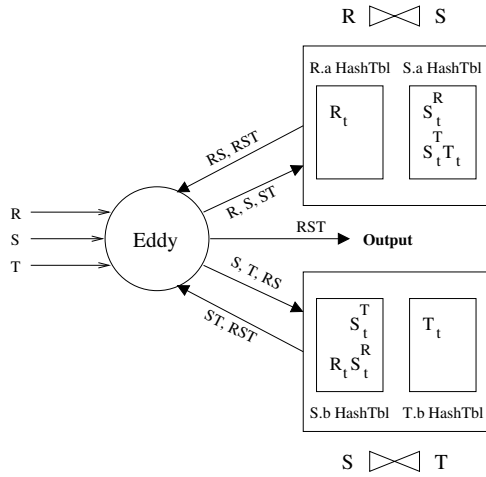 R ⋈ S
R.a HashTbl S.a HashTbl
R_t
S_t^R
S_t^T T_t
RS, RST
R, S, ST
R
S
T
Eddy
RST
Output
S, T, RS
ST, RST
S_t^T
R_t S_t^R
T_t
S.b HashTbl T.b HashTbl
S ⋈ T